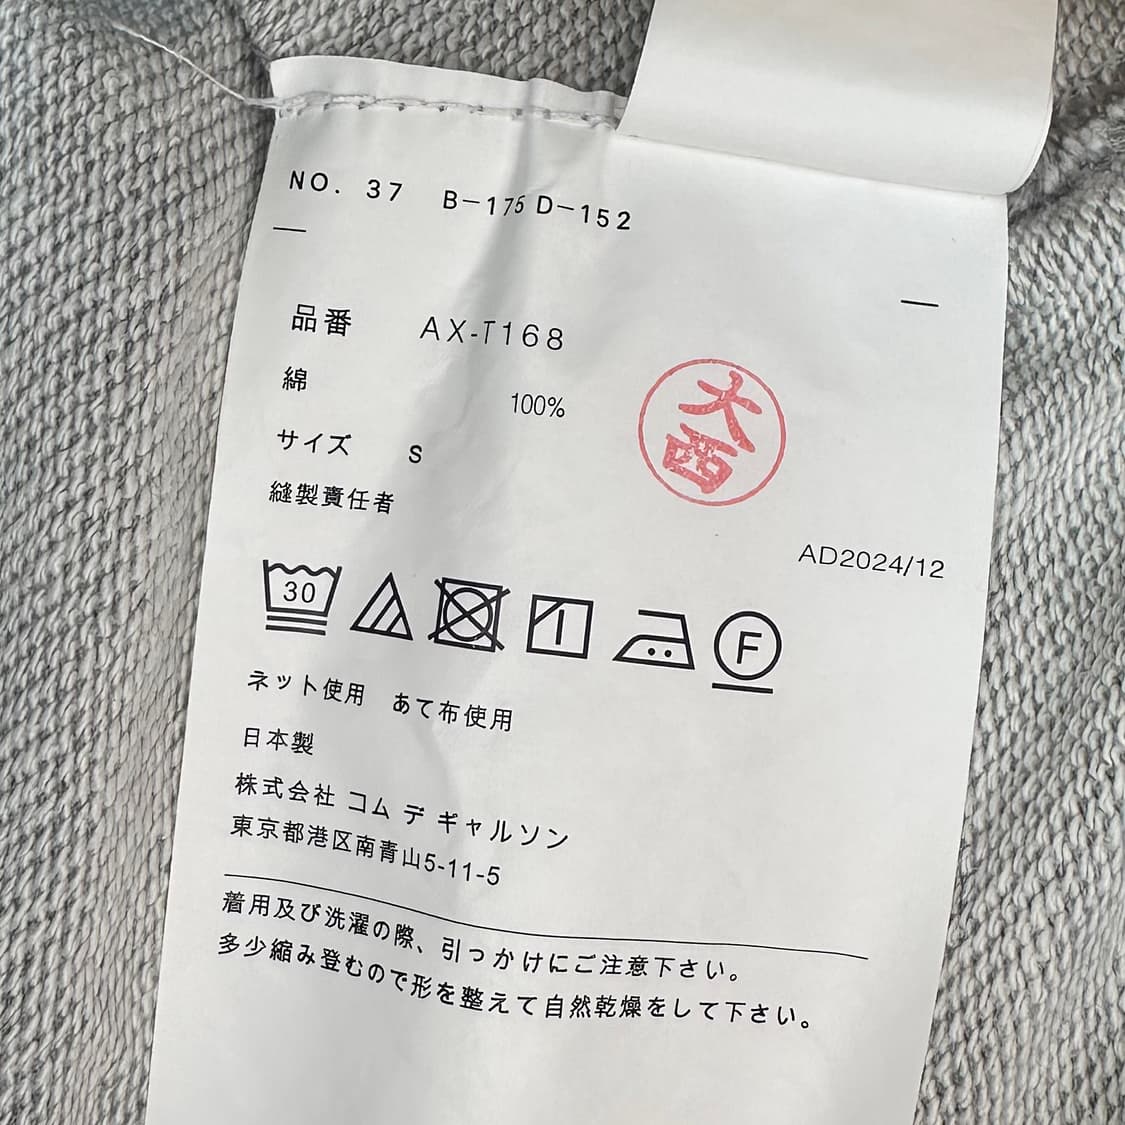 NO. 37 B-175 D-152
品番 AX-T168
綿 100%
サイズ S
縫製責任者
大西
AD2024/12
30
F
ネット使用 あて布使用
日本製
株式会社 コム デ ギャルソン
東京都港区南青山5-11-5
着用及び洗濯の際、引っかけにご注意下さい。
多少縮み登むので形を整えて自然乾燥をして下さい。